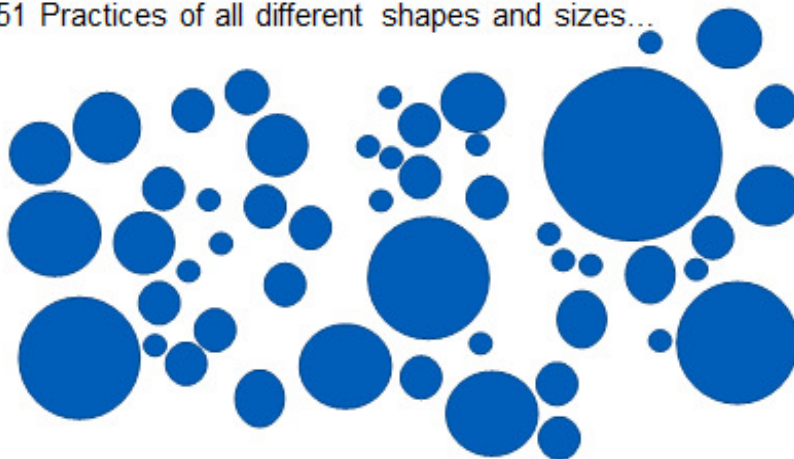 51 Practices of all different shapes and sizes...